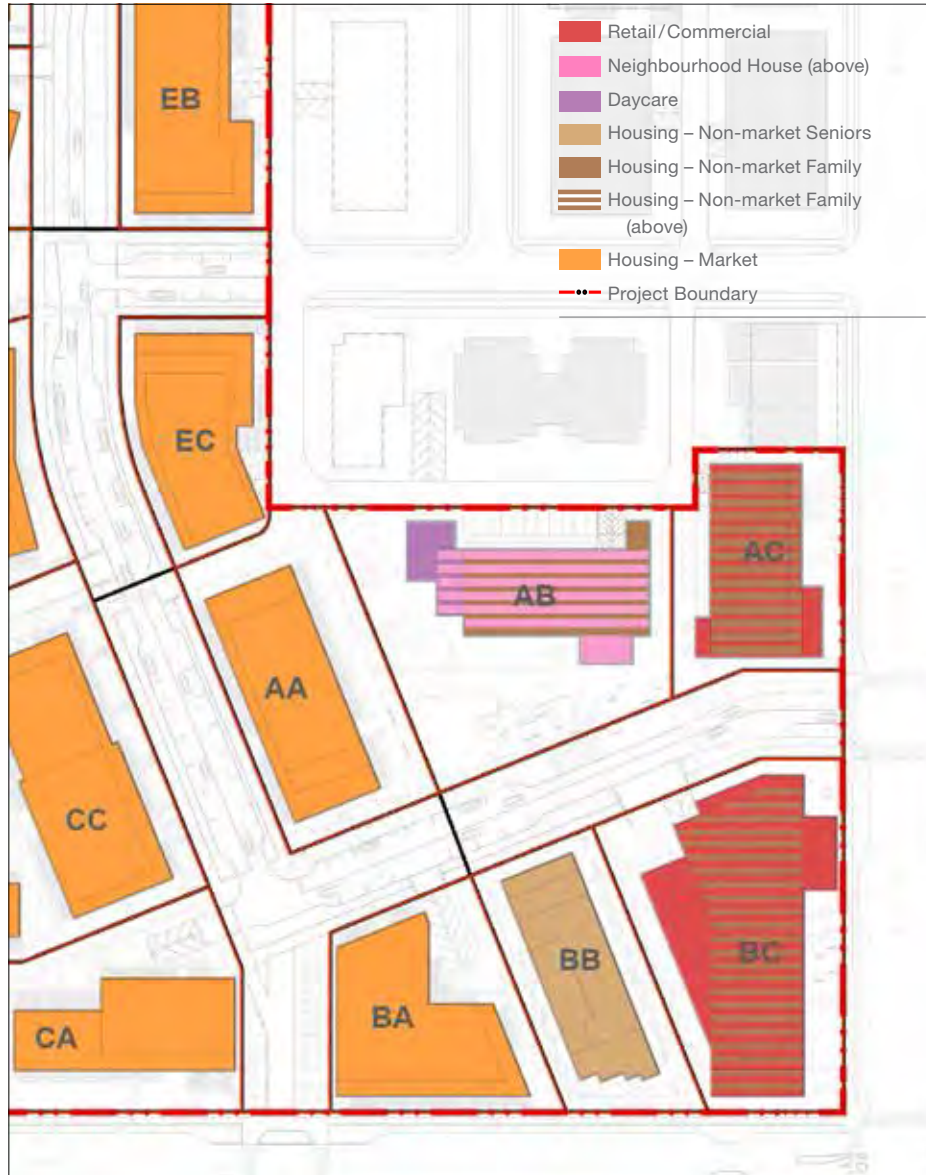 Retail/Commercial
Neighbourhood House (above)
Daycare
Housing – Non-market Seniors
Housing – Non-market Family
Housing – Non-market Family
(above)
Housing – Market
Project Boundary
EB
EC
AC
AB
AA
CC
BB
BC
BA
CA